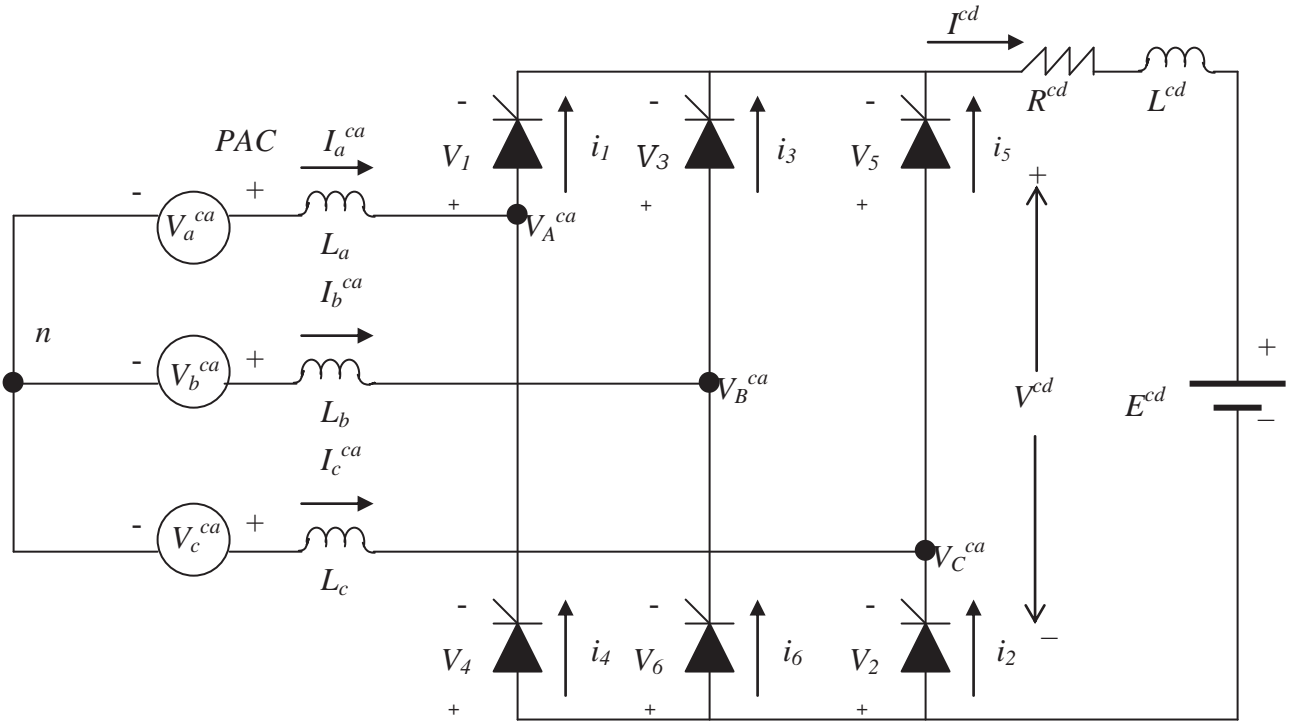 I^cd
R^cd L^cd
- - -
PAC I_a^ca V_1 i_1 V_3 i_3 V_5 i_5
- + + + + +
V_a^ca V_A^ca
L_a
I_b^ca
n
- + +
V_b^ca V_B^ca V^cd E^cd
L_b −
I_c^ca
- +
V_c^ca V_C^ca
L_c
- - - −
V_4 i_4 V_6 i_6 V_2 i_2
+ + +